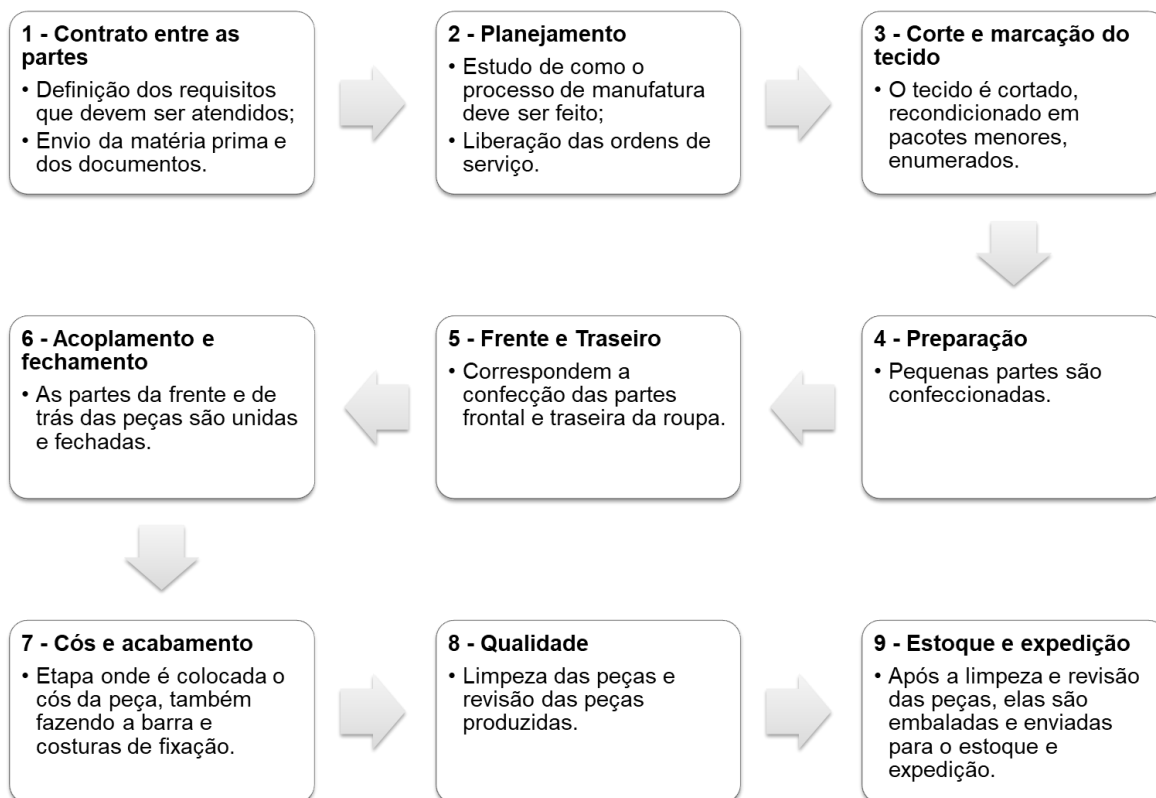 1 - Contrato entre as
partes
• Definição dos requisitos
que devem ser atendidos;
• Envio da matéria prima e
dos documentos.
2 - Planejamento
• Estudo de como o
processo de manufatura
deve ser feito;
• Liberação das ordens de
serviço.
3 - Corte e marcação do
tecido
• O tecido é cortado,
recondicionado em
pacotes menores,
enumerados.
4 - Preparação
• Pequenas partes são
confeccionadas.
5 - Frente e Traseiro
• Correspondem a
confecção das partes
frontal e traseira da roupa.
6 - Acoplamento e
fechamento
• As partes da frente e de
trás das peças são unidas
e fechadas.
7 - Cós e acabamento
• Etapa onde é colocada o
cós da peça, também
fazendo a barra e
costuras de fixação.
8 - Qualidade
• Limpeza das peças e
revisão das peças
produzidas.
9 - Estoque e expedição
• Após a limpeza e revisão
das peças, elas são
embaladas e enviadas
para o estoque e
expedição.